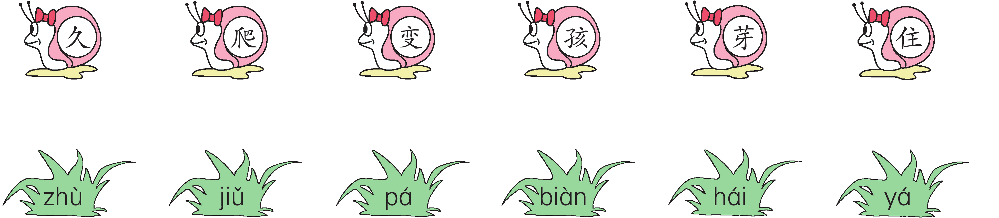 久 爬 变 孩 芽 住
zhù jiǔ pá biàn hái yá